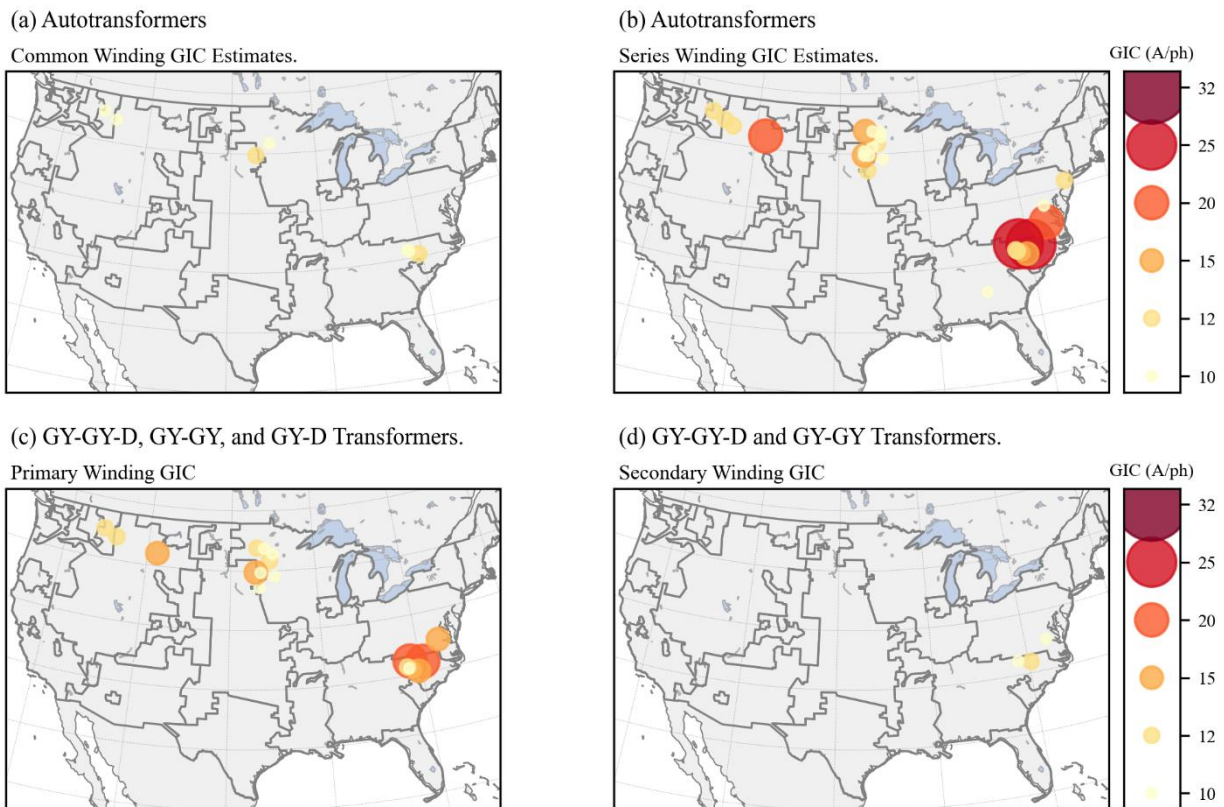 (a) Autotransformers
Common Winding GIC Estimates.
(b) Autotransformers
Series Winding GIC Estimates.
GIC (A/ph)
32
25
20
15
12
10
(c) GY-GY-D, GY-GY, and GY-D Transformers.
Primary Winding GIC
(d) GY-GY-D and GY-GY Transformers.
Secondary Winding GIC
GIC (A/ph)
32
25
20
15
12
10